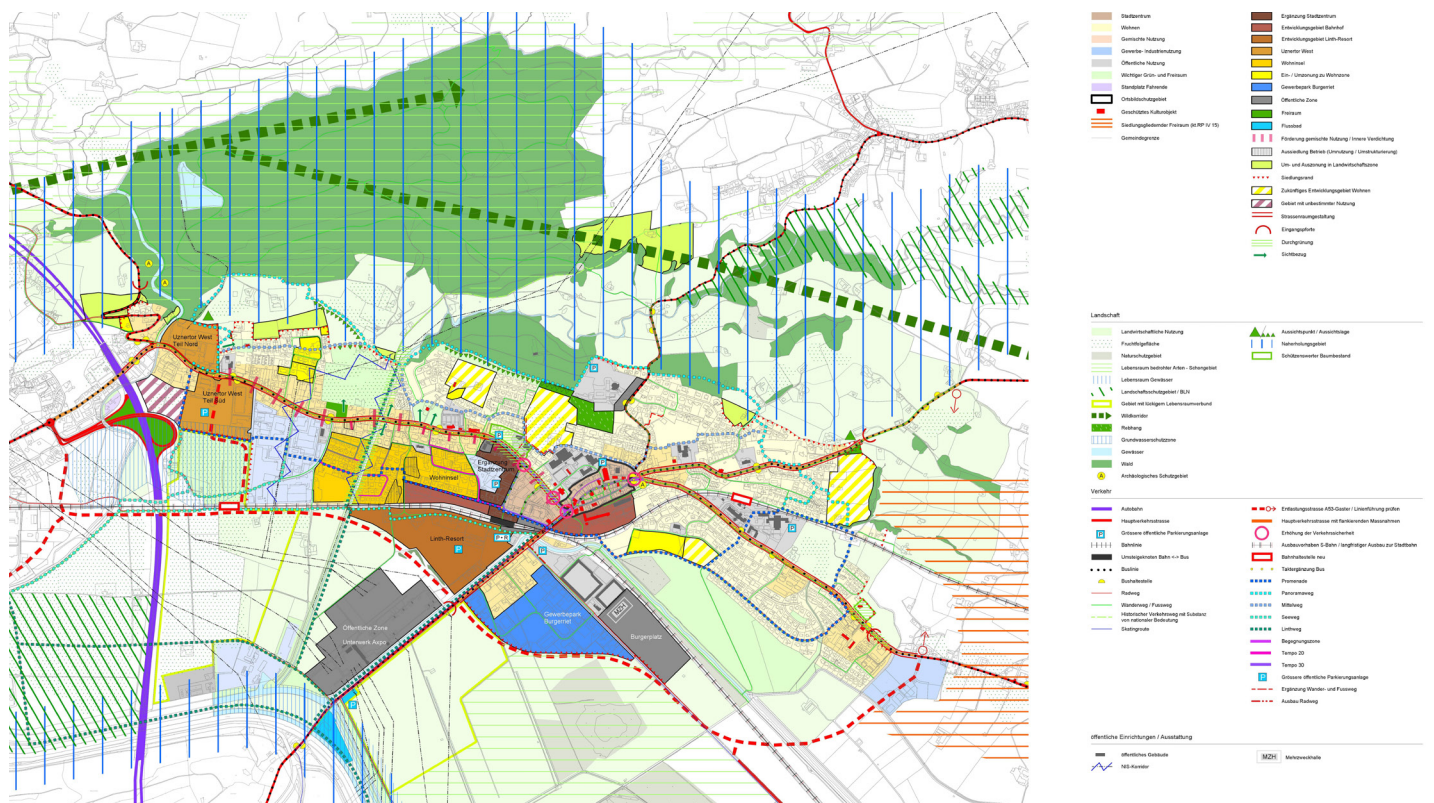 Uznertor West
Teil Nord
Uznertor West
Teil Süd
P
Ergänzung
Stadtzentrum
Wohninsel
Linth-Resort
P+R
Gewerbepark
Burgerriet
MZH
Burgerplatz
Öffentliche Zone
Unterwerk Axpo
A
A
Stadtzentrum
Wohnen
Gemischte Nutzung
Gewerbe- Industrienutzung
Öffentliche Nutzung
Wichtiger Grün- und Freiraum
Standplatz Fahrende
Ortsbildschutzgebiet
Geschütztes Kulturobjekt
Siedlungsgliedernder Freiraum (lt.RP IV 15)
Gemeindegrenze
Ergänzung Stadtzentrum
Entwicklungsgebiet Bahnhof
Entwicklungsgebiet Linth-Resort
Uznertor West
Wohninsel
Ein- / Umzonung zu Wohnzone
Gewerbepark Burgerriet
Öffentliche Zone
Freiraum
Flussbad
Förderung gemischte Nutzung / Innere Verdichtung
Aussiedlung Betrieb (Umnutzung / Umstrukturierung)
Um- und Auszonung in Landwirtschaftszone
Siedlungsrand
Zukünftiges Entwicklungsgebiet Wohnen
Gebiet mit unbestimmter Nutzung
Strassenraumgestaltung
Eingangspforte
Durchgrünung
Sichtbezug
Landschaft
Landwirtschaftliche Nutzung
Fruchtfolgefläche
Naturschutzgebiet
Lebensraum bedrohter Arten - Schongebiet
Lebensraum Gewässer
Landschaftsschutzgebiet / BLN
Gebiet mit lückigem Lebensraumverbund
Wildkorridor
Rebhang
Grundwasserschutzzone
Gewässer
Wald
A Archäologisches Schutzgebiet
Aussichtspunkt / Aussichtslage
Naherholungsgebiet
Schützenswerter Baumbestand
Verkehr
Autobahn
Hauptverkehrsstrasse
P Grössere öffentliche Parkierungsanlage
Bahnlinie
Umsteigeknoten Bahn <-> Bus
Buslinie
Bushaltestelle
Radweg
Wanderweg / Fussweg
Historischer Verkehrsweg mit Substanz
von nationaler Bedeutung
Skatingroute
Entlastungsstrasse A53-Gaster / Linienführung prüfen
Hauptverkehrsstrasse mit flankierenden Massnahmen
Erhöhung der Verkehrssicherheit
Ausbauvorhaben S-Bahn / langfristiger Ausbau zur Stadtbahn
Bahnhaltestelle neu
Taktergänzung Bus
Promenade
Panoramaweg
Mittelweg
Seeweg
Linthweg
Begegnungszone
Tempo 20
Tempo 30
P Grössere öffentliche Parkierungsanlage
Ergänzung Wander- und Fussweg
Ausbau Radweg
öffentliche Einrichtungen / Ausstattung
öffentliches Gebäude
NIS-Korridor
MZH Mehrzweckhalle